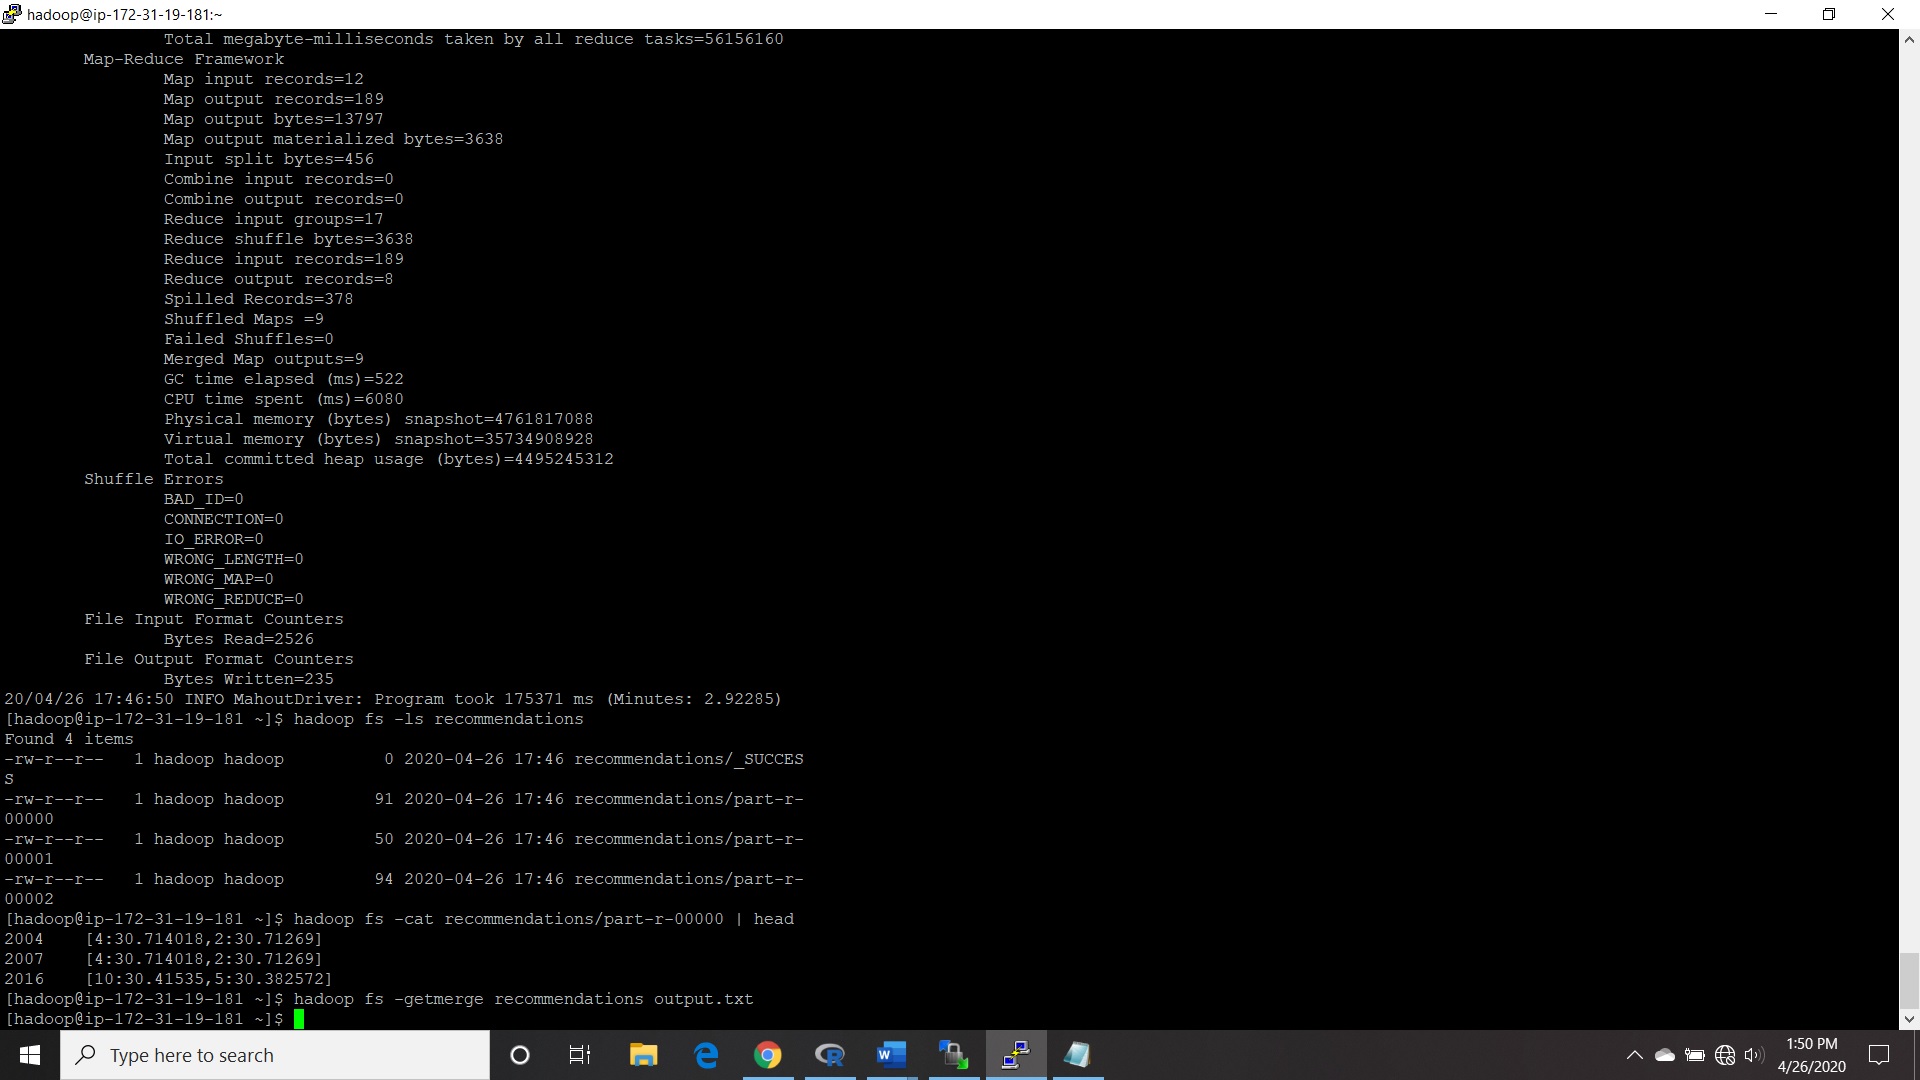 hadoop@ip-172-31-19-181:~
Total megabyte-milliseconds taken by all reduce tasks=56156160
Map-Reduce Framework
Map input records=12
Map output records=189
Map output bytes=13797
Map output materialized bytes=3638
Input split bytes=456
Combine input records=0
Combine output records=0
Reduce input groups=17
Reduce shuffle bytes=3638
Reduce input records=189
Reduce output records=8
Spilled Records=378
Shuffled Maps =9
Failed Shuffles=0
Merged Map outputs=9
GC time elapsed (ms)=522
CPU time spent (ms)=6080
Physical memory (bytes) snapshot=4761817088
Virtual memory (bytes) snapshot=35734908928
Total committed heap usage (bytes)=4495245312
Shuffle Errors
BAD_ID=0
CONNECTION=0
IO_ERROR=0
WRONG_LENGTH=0
WRONG_MAP=0
WRONG_REDUCE=0
File Input Format Counters
Bytes Read=2526
File Output Format Counters
Bytes Written=235
20/04/26 17:46:50 INFO MahoutDriver: Program took 175371 ms (Minutes: 2.92285)
[hadoop@ip-172-31-19-181 ~]$ hadoop fs -ls recommendations
Found 4 items
-rw-r--r--   1 hadoop hadoop          0 2020-04-26 17:46 recommendations/_SUCCES
S
-rw-r--r--   1 hadoop hadoop         91 2020-04-26 17:46 recommendations/part-r-
00000
-rw-r--r--   1 hadoop hadoop         50 2020-04-26 17:46 recommendations/part-r-
00001
-rw-r--r--   1 hadoop hadoop         94 2020-04-26 17:46 recommendations/part-r-
00002
[hadoop@ip-172-31-19-181 ~]$ hadoop fs -cat recommendations/part-r-00000 | head
2004    [4:30.714018,2:30.71269]
2007    [4:30.714018,2:30.71269]
2016    [10:30.41535,5:30.382572]
[hadoop@ip-172-31-19-181 ~]$ hadoop fs -getmerge recommendations output.txt
[hadoop@ip-172-31-19-181 ~]$
Type here to search
1:50 PM
4/26/2020